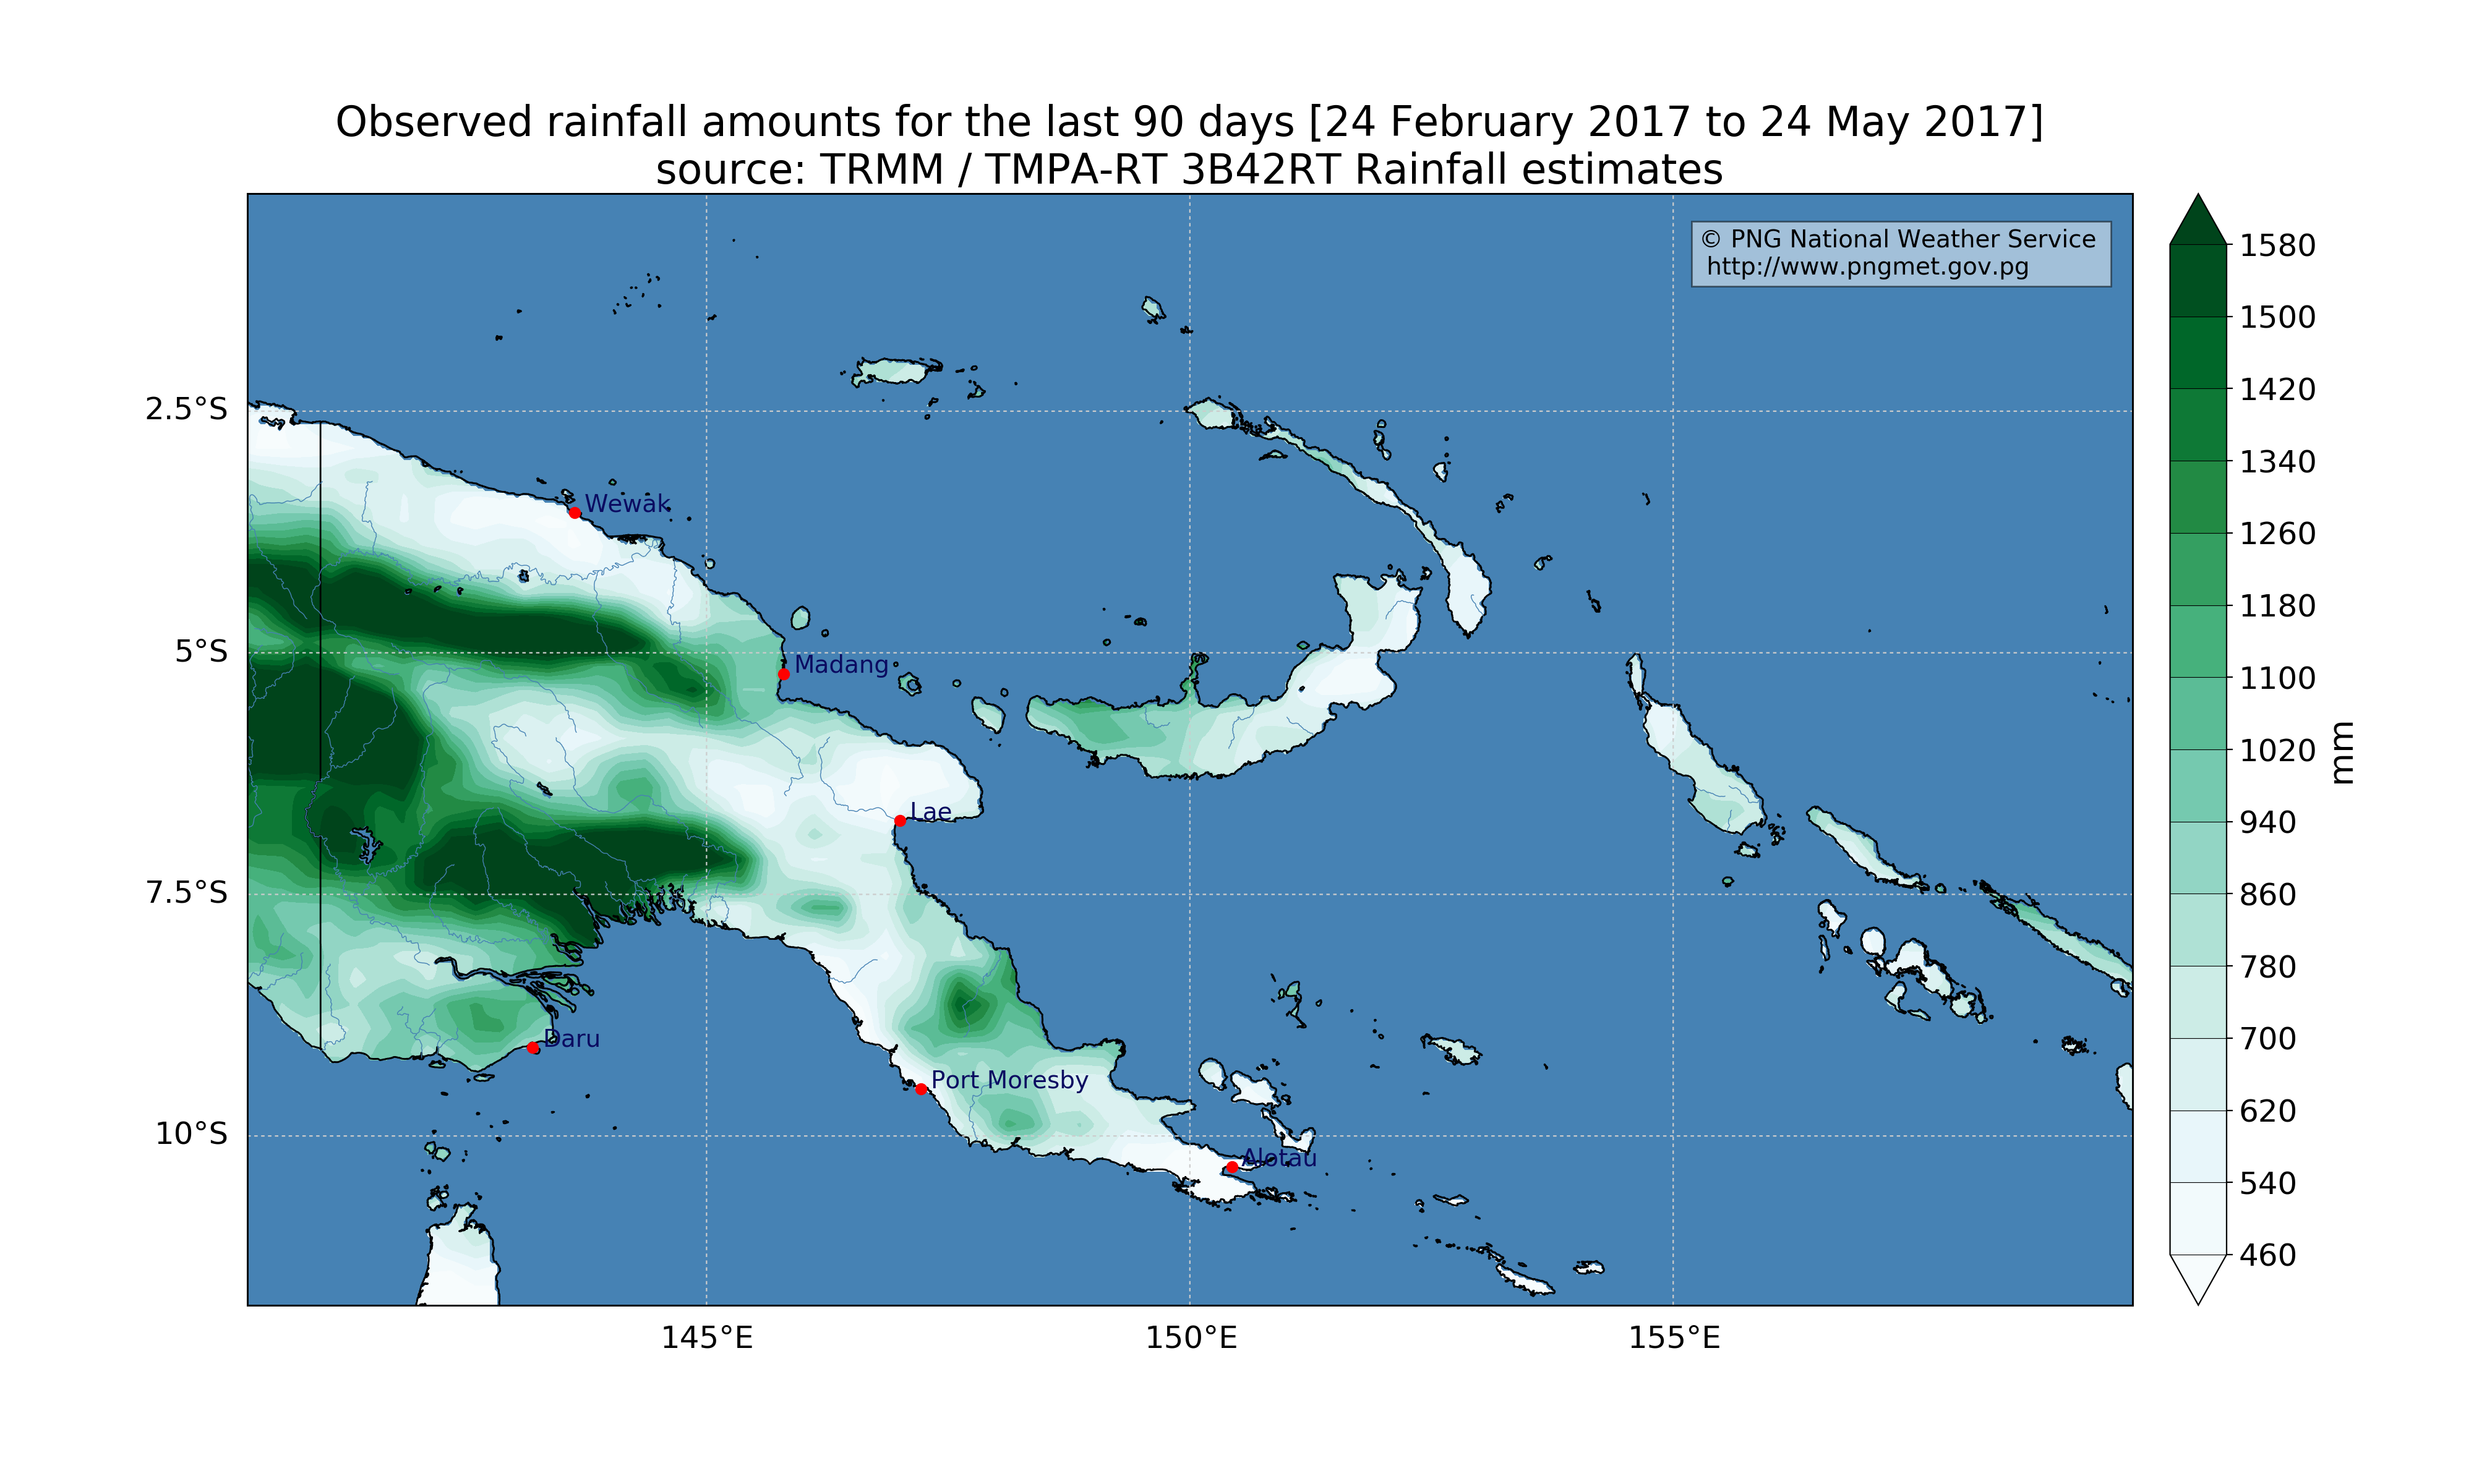 Observed rainfall amounts for the last 90 days [24 February 2017 to 24 May 2017]
source: TRMM / TMPA-RT 3B42RT Rainfall estimates
© PNG National Weather Service
http://www.pngmet.gov.pg
1580
1500
1420
1340
1260
1180
1100
1020
940
860
780
700
620
540
460
mm
2.5°S
5°S
7.5°S
10°S
Wewak
Madang
Lae
Daru
Port Moresby
Alotau
145°E
150°E
155°E